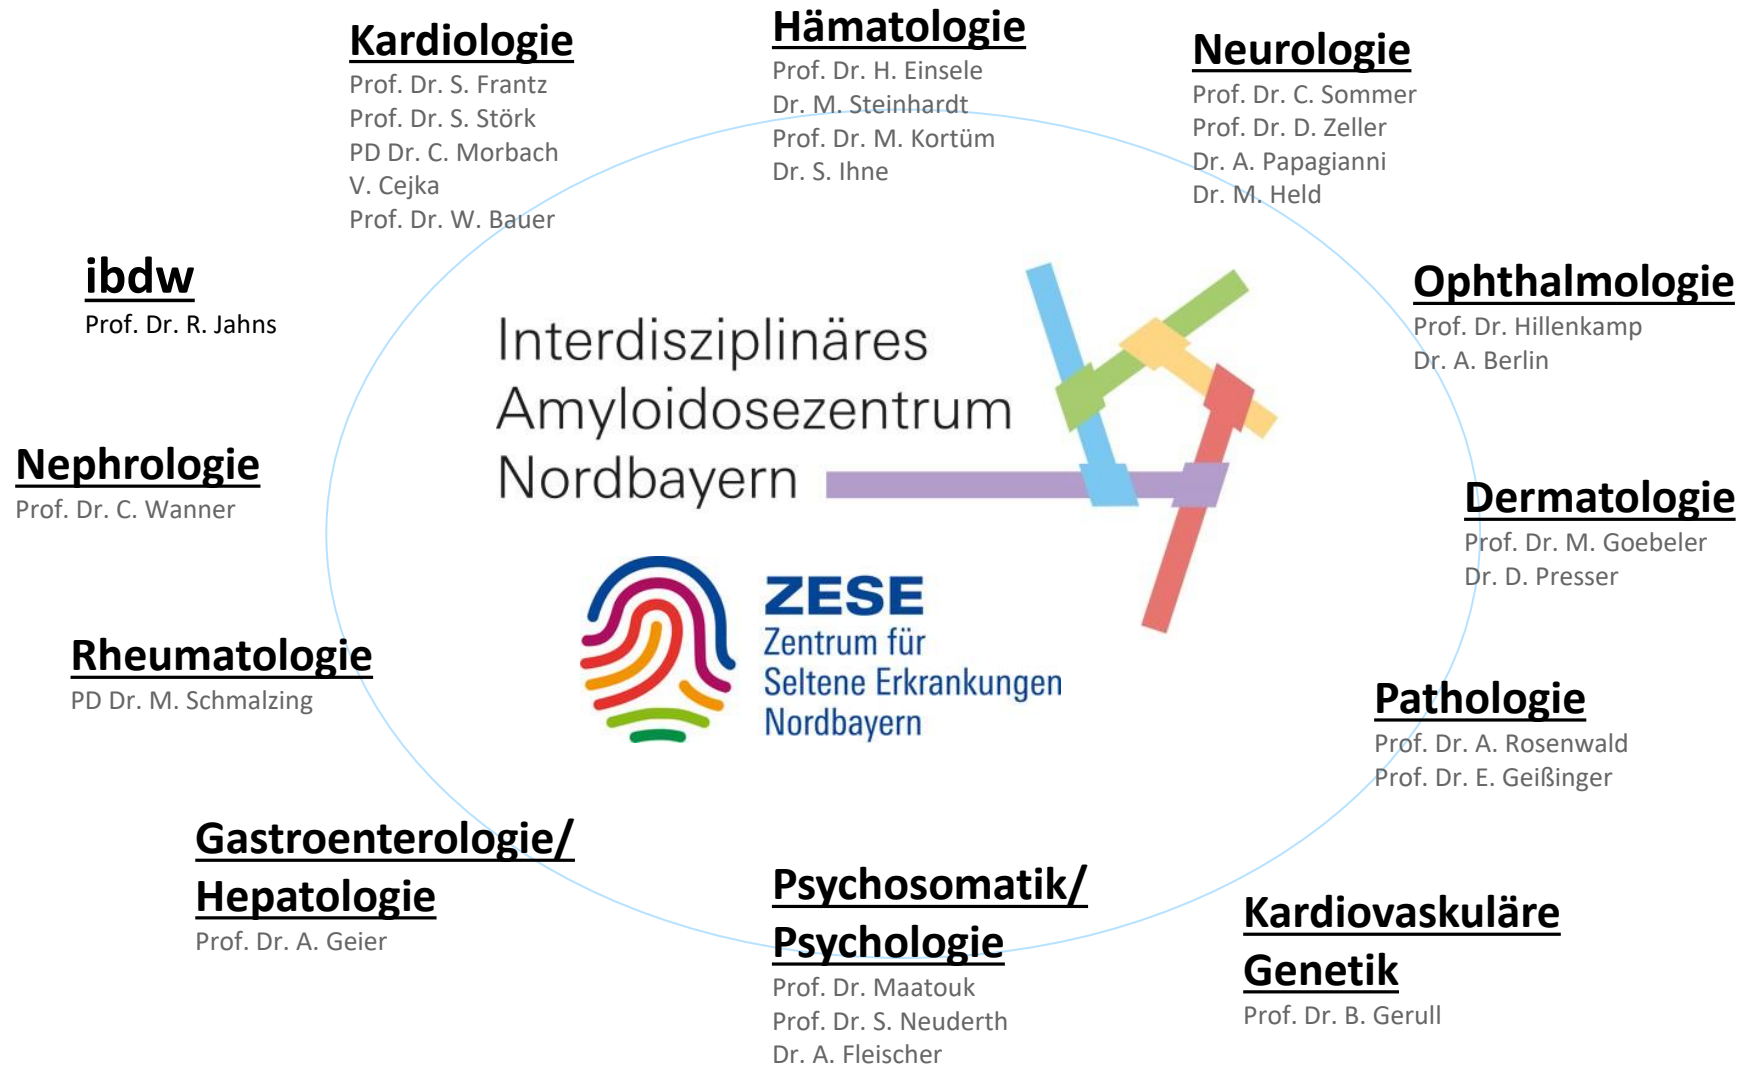 Kardiologie
Prof. Dr. S. Frantz
Prof. Dr. S. Störk
PD Dr. C. Morbach
V. Cejka
Prof. Dr. W. Bauer
Hämatologie
Prof. Dr. H. Einsele
Dr. M. Steinhardt
Prof. Dr. M. Kortüm
Dr. S. Ihne
Neurologie
Prof. Dr. C. Sommer
Prof. Dr. D. Zeller
Dr. A. Papagianni
Dr. M. Held
ibdw
Prof. Dr. R. Jahns
Ophthalmologie
Prof. Dr. Hillenkamp
Dr. A. Berlin
Interdisziplinäres
Amyloidosezentrum
Nordbayern
Nephrologie
Prof. Dr. C. Wanner
Dermatologie
Prof. Dr. M. Goebeler
Dr. D. Presser
ZESE
Zentrum für
Seltene Erkrankungen
Nordbayern
Rheumatologie
PD Dr. M. Schmalzing
Pathologie
Prof. Dr. A. Rosenwald
Prof. Dr. E. Geißinger
Gastroenterologie/
Hepatologie
Prof. Dr. A. Geier
Psychosomatik/
Psychologie
Prof. Dr. Maatouk
Prof. Dr. S. Neuderth
Dr. A. Fleischer
Kardiovaskuläre
Genetik
Prof. Dr. B. Gerull